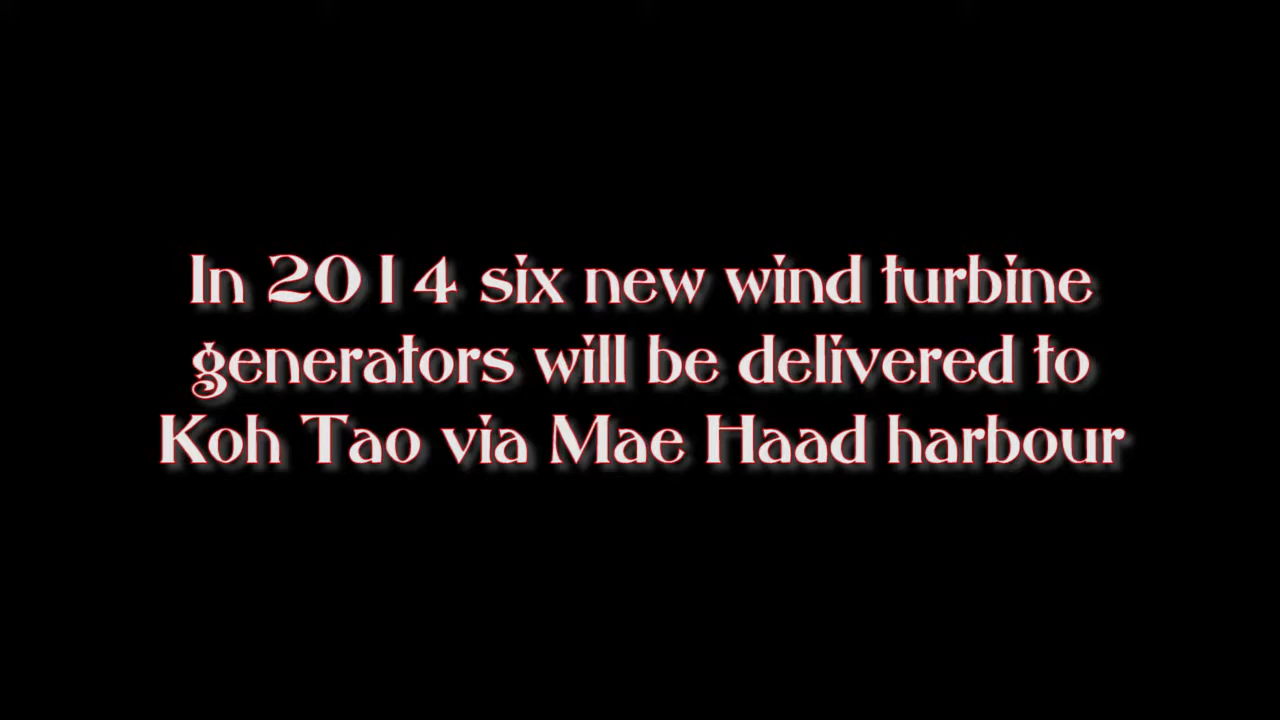 In 2014 six new wind turbine
generators will be delivered to
Koh Tao via Mae Haad harbour